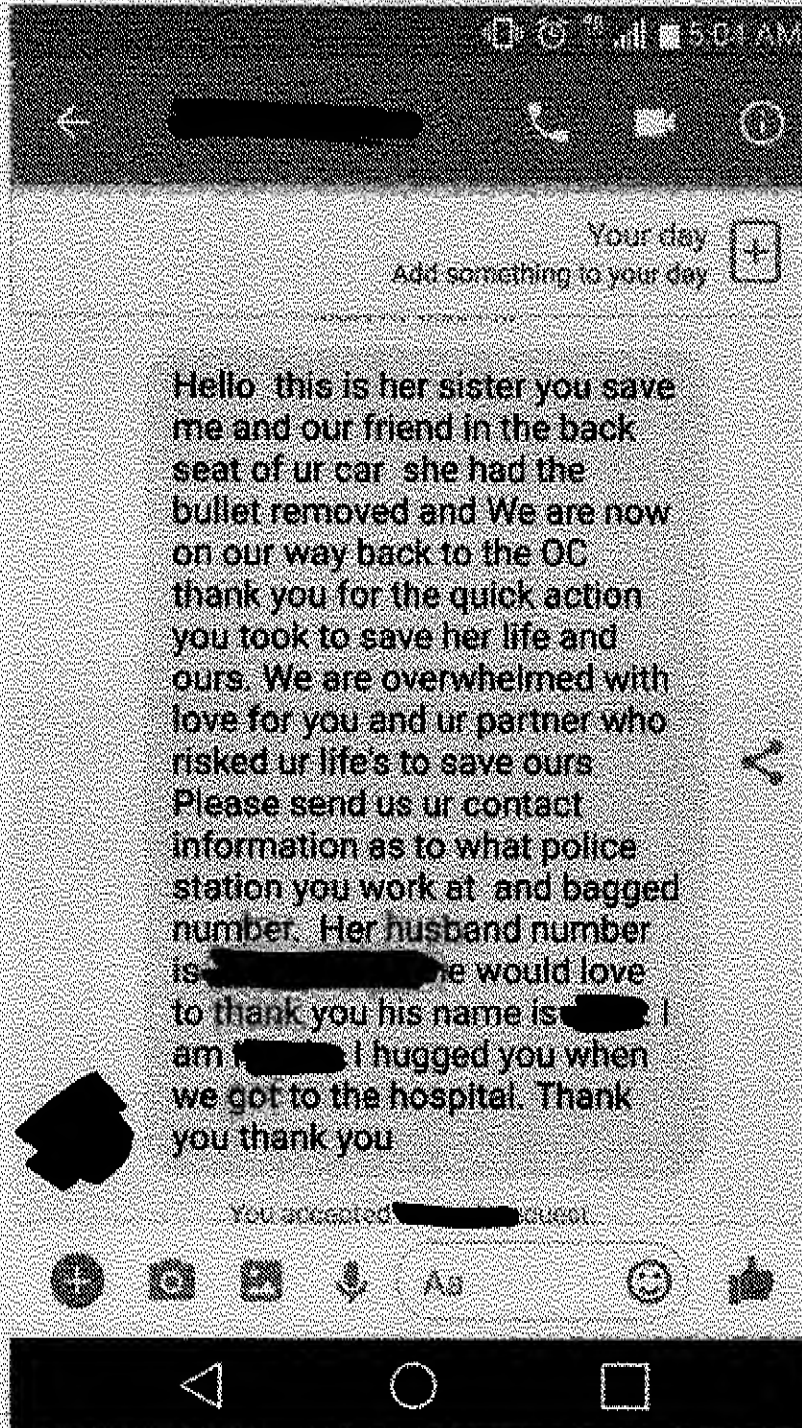 4G 5:04 AM
Your day
Add something to your day
Hello this is her sister you save
me and our friend in the back
seat of ur car she had the
bullet removed and We are now
on our way back to the OC
thank you for the quick action
you took to save her life and
ours. We are overwhelmed with
love for you and ur partner who
risked ur life's to save ours
Please send us ur contact
information as to what police
station you work at and bagged
number. Her husband number
is e would love
to thank you his name is I
am I hugged you when
we got to the hospital. Thank
you thank you
You accepted quest
Aa